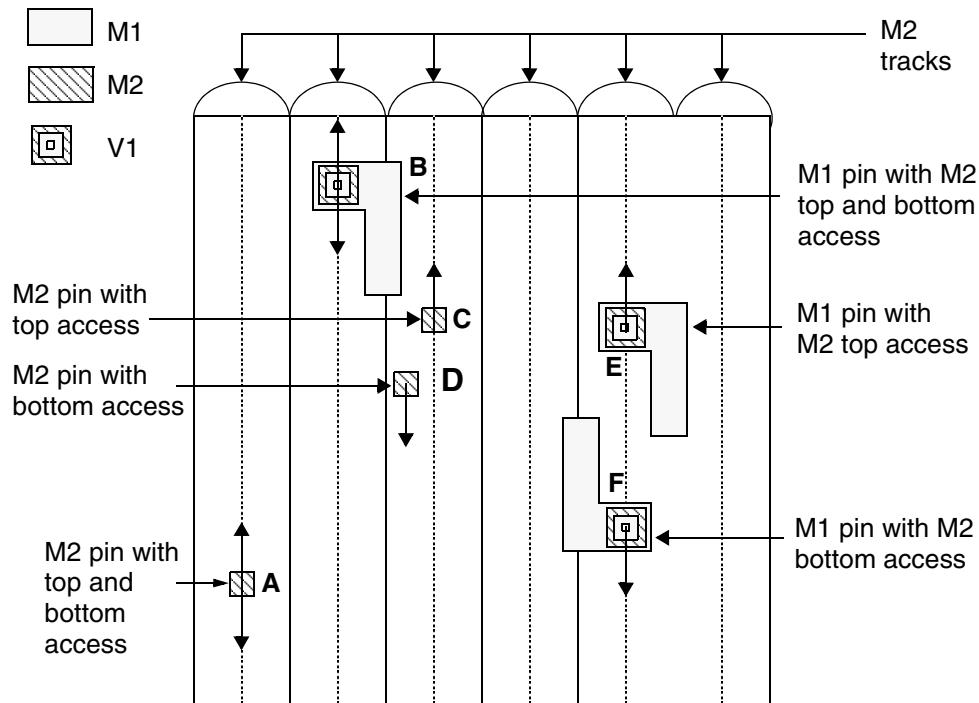 M1
M2
V1
M2
tracks
B
M1 pin with M2
top and bottom
access
M2 pin with
top access
C
M1 pin with
M2 top access
E
M2 pin with
bottom access
D
F
M1 pin with M2
bottom access
M2 pin with
top and
bottom
access
A